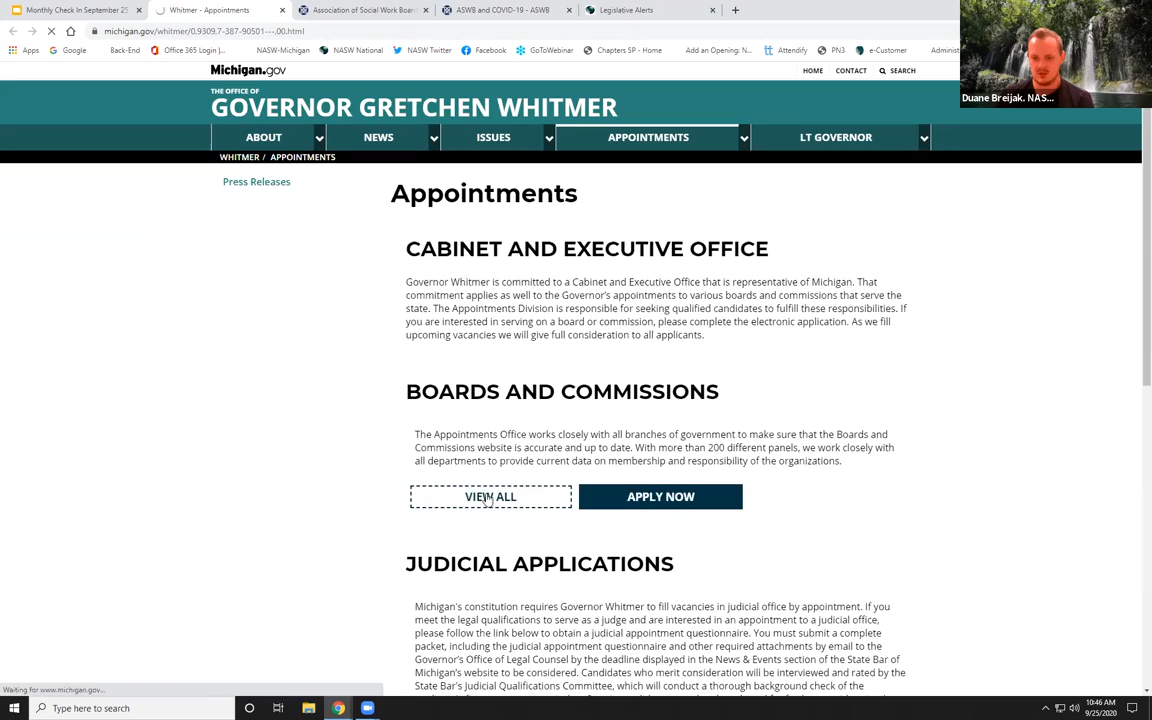 Monthly Check In September 25
Whitmer - Appointments
Association of Social Work Boar
ASWB and COVID-19 - ASWB
Legislative Alerts
michigan.gov/whitmer/0,9309,7-387-90501---,00.html
Apps
Google
Back-End
Office 365 Login |...
NASW-Michigan
NASW National
NASW Twitter
Facebook
GoToWebinar
Chapters SP - Home
Add an Opening, N...
Attendify
PN3
e-Customer
Administ
Duane Breijak. NAS...
Michigan.gov
HOME CONTACT SEARCH
THE OFFICE OF
GOVERNOR GRETCHEN WHITMER
ABOUT NEWS ISSUES APPOINTMENTS LT GOVERNOR
WHITMER / APPOINTMENTS
Press Releases
Appointments
CABINET AND EXECUTIVE OFFICE
Governor Whitmer is committed to a Cabinet and Executive Office that is representative of Michigan. That
commitment applies as well to the Governor's appointments to various boards and commissions that serve the
state. The Appointments Division is responsible for seeking qualified candidates to fulfill these responsibilities. If
you are interested in serving on a board or commission, please complete the electronic application. As we fill
upcoming vacancies we will give full consideration to all applicants.
BOARDS AND COMMISSIONS
The Appointments Office works closely with all branches of government to make sure that the Boards and
Commissions website is accurate and up to date. With more than 200 different panels, we work closely with
all departments to provide current data on membership and responsibility of the organizations.
VIEW ALL APPLY NOW
JUDICIAL APPLICATIONS
Michigan's constitution requires Governor Whitmer to fill vacancies in judicial office by appointment. If you
meet the legal qualifications to serve as a judge and are interested in an appointment to a judicial office,
please follow the link below to obtain a judicial appointment questionnaire. You must submit a complete
packet, including the judicial appointment questionnaire and other required attachments by email to the
Governor's Office of Legal Counsel by the deadline displayed in the News & Events section of the State Bar of
Michigan's website to be considered. Candidates who merit consideration will be interviewed and rated by the
State Bar's Judicial Qualifications Committee, which will conduct a thorough background check of the
Waiting for www.michigan.gov...
Type here to search
10:46 AM
9/25/2020